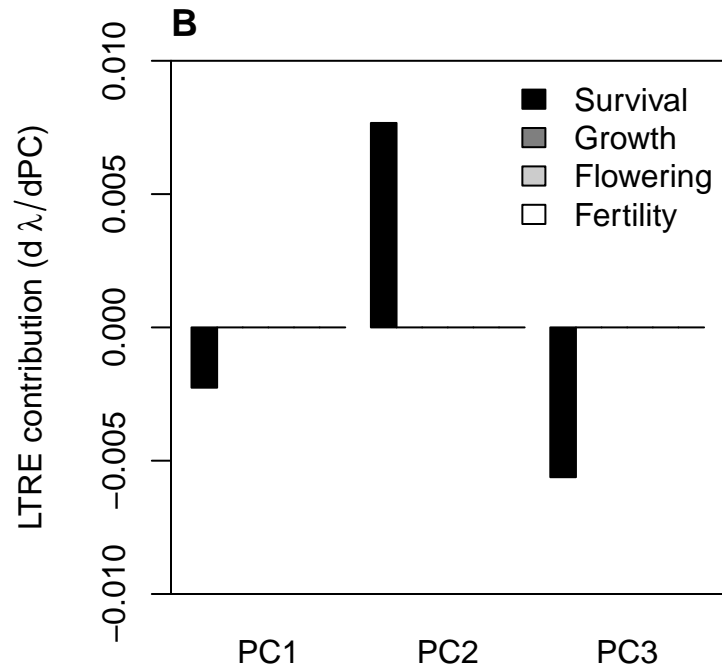 B
LTRE contribution (d λ/dPC)
0.010
0.005
0.000
−0.005
−0.010
Survival
Growth
Flowering
Fertility
PC1 PC2 PC3